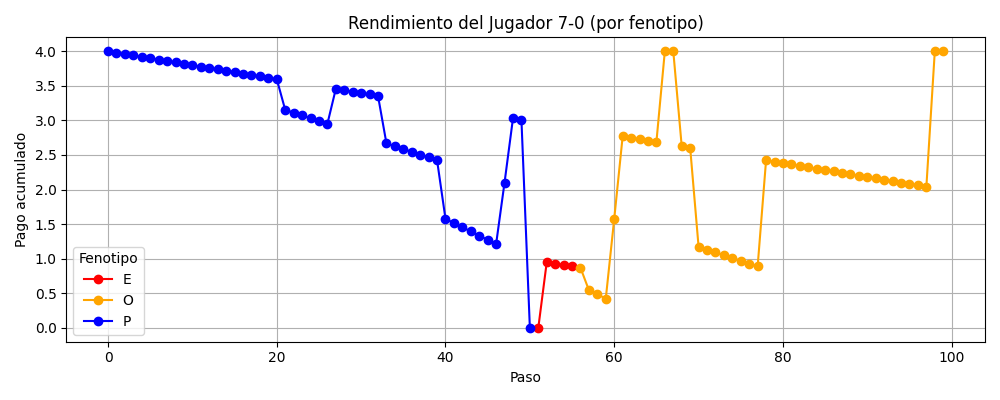 Rendimiento del Jugador 7-0 (por fenotipo)
Pago acumulado
4.0
3.5
3.0
2.5
2.0
1.5
1.0
0.5
0.0
Fenotipo
E
O
P
0
20
40
60
80
100
Paso